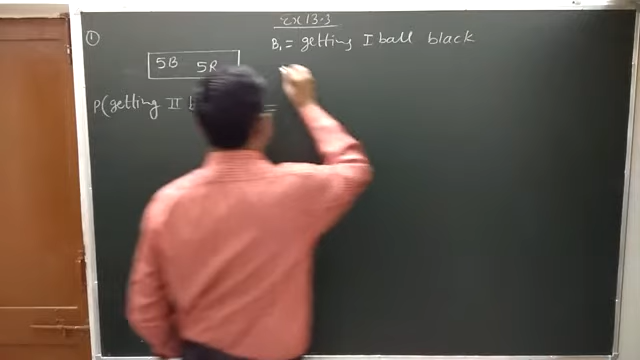 ex 13.3
① B₁ = getting I ball black
5B 5R
P(getting II b =